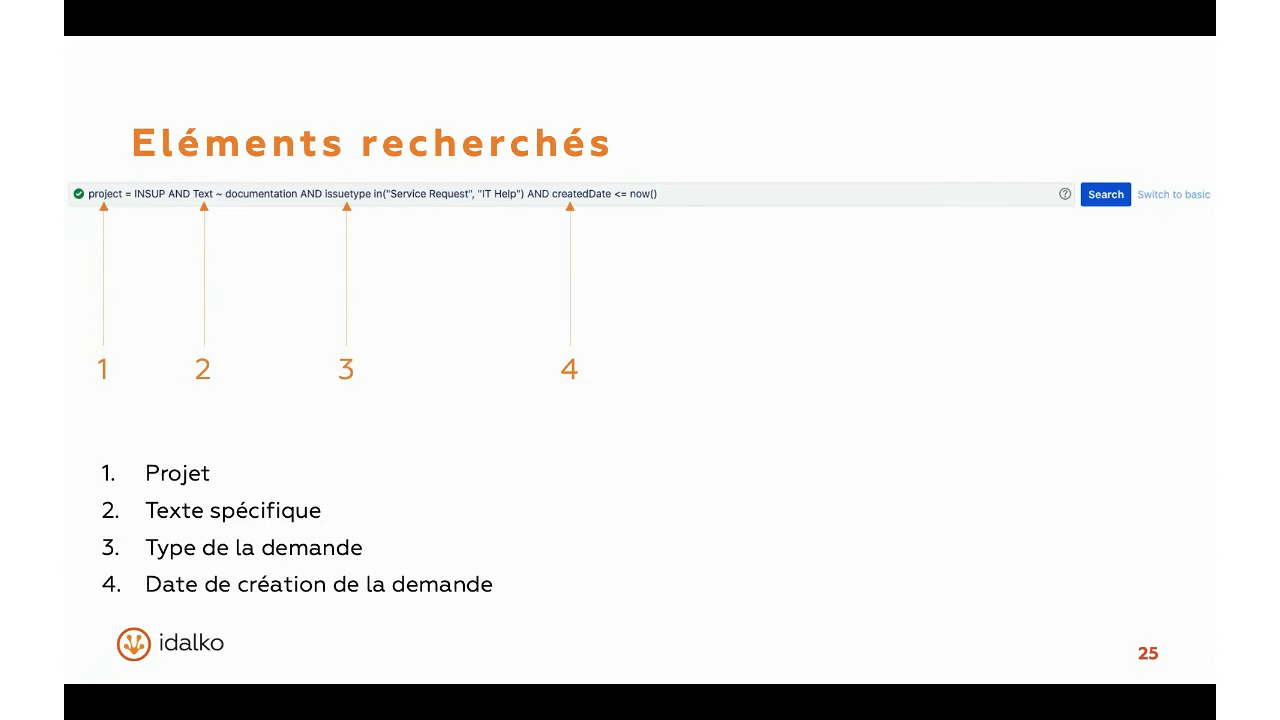 Eléments recherchés
project = INSUP AND Text ~ documentation AND issuetype in("Service Request", "IT Help") AND createdDate <= now() ? Search Switch to basic
1 2 3 4
1. Projet
2. Texte spécifique
3. Type de la demande
4. Date de création de la demande
idalko
25